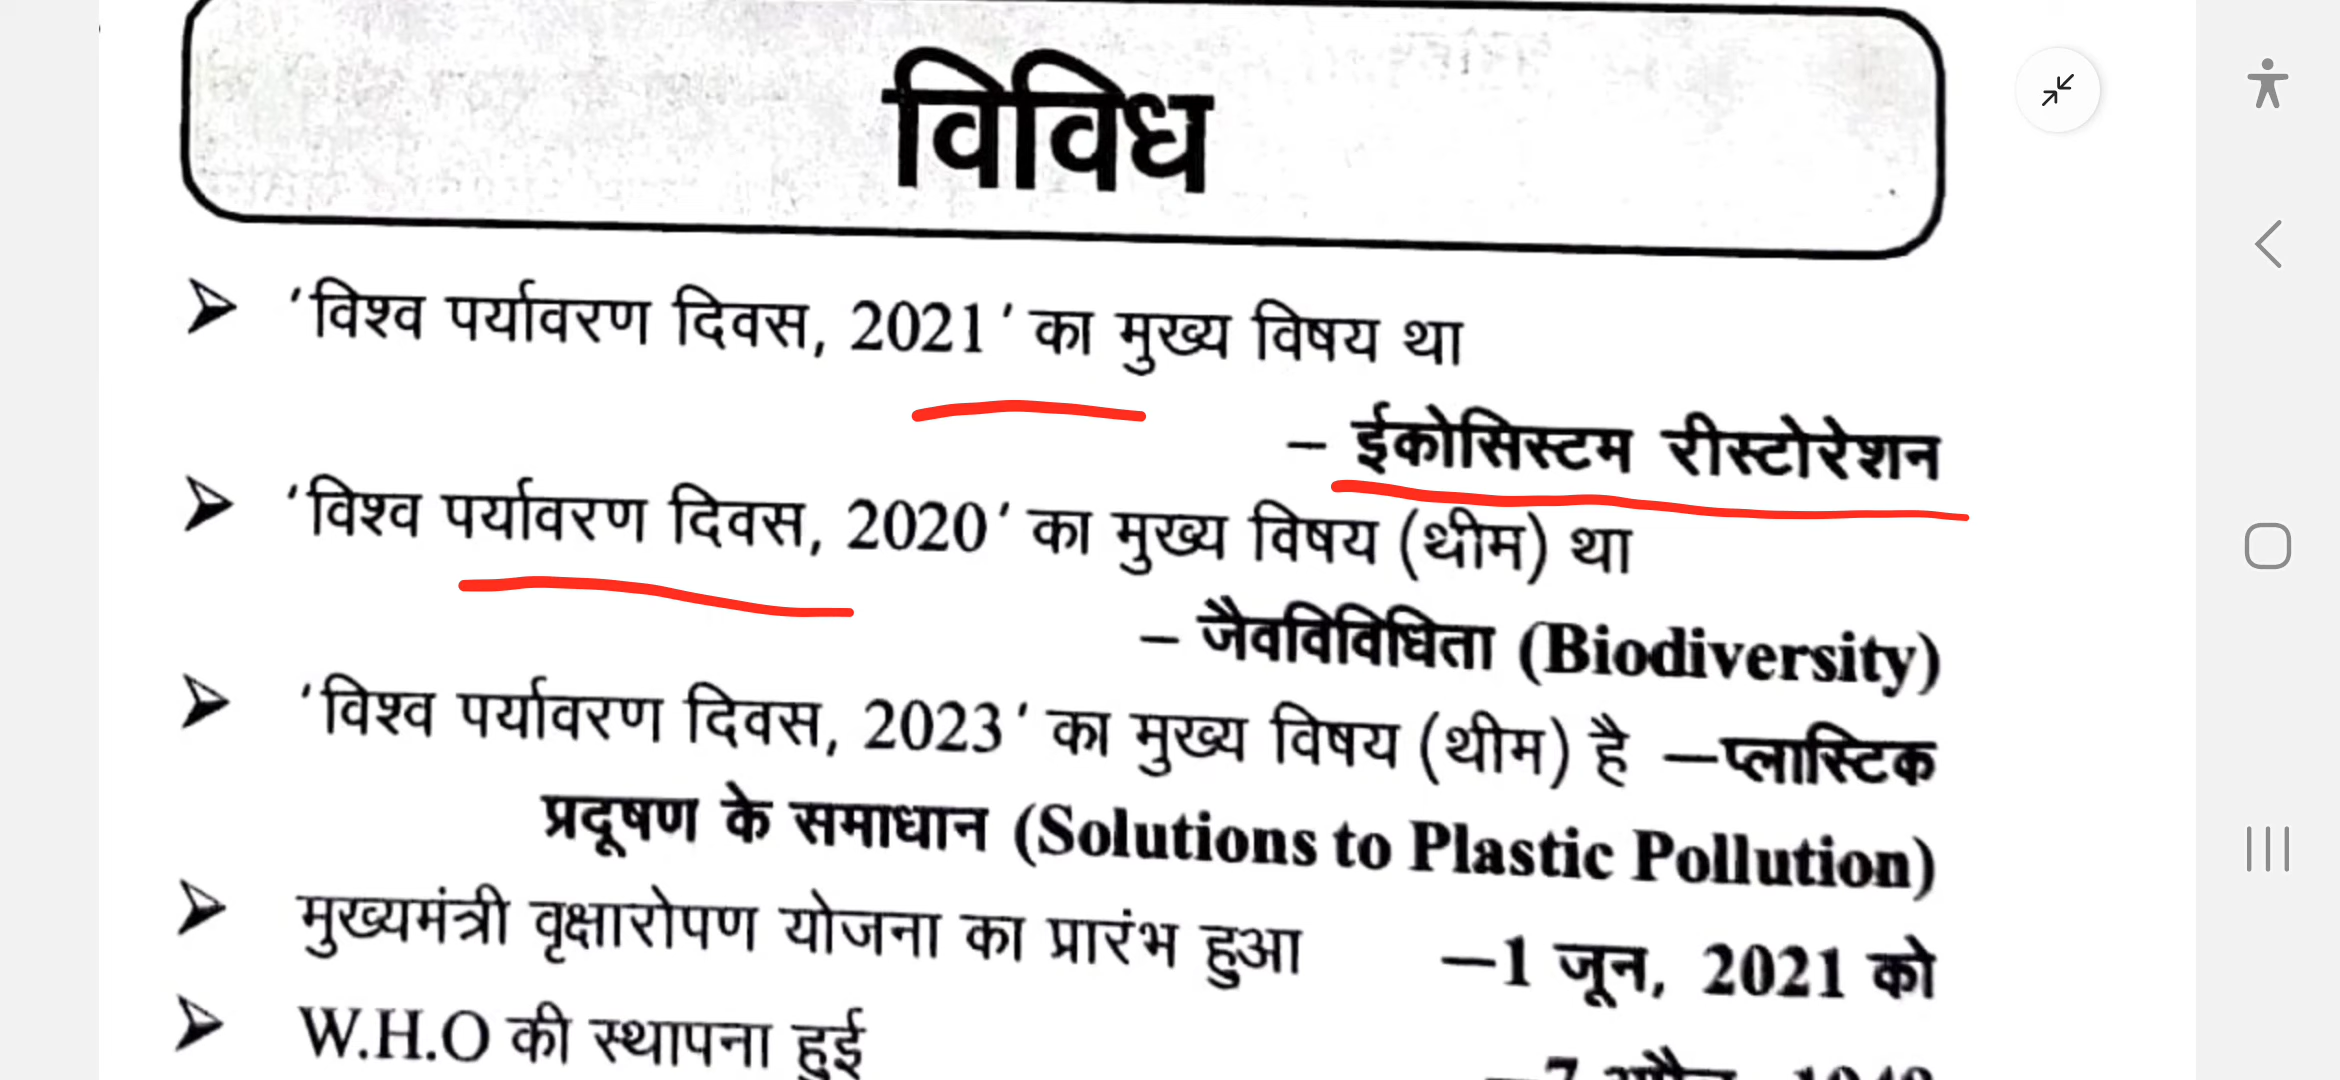 विविध
➤ 'विश्व पर्यावरण दिवस, 2021' का मुख्य विषय था
– ईकोसिस्टम रीस्टोरेशन
➤ 'विश्व पर्यावरण दिवस, 2020' का मुख्य विषय (थीम) था
– जैवविविधिता (Biodiversity)
➤ 'विश्व पर्यावरण दिवस, 2023' का मुख्य विषय (थीम) है –प्लास्टिक
प्रदूषण के समाधान (Solutions to Plastic Pollution)
➤ मुख्यमंत्री वृक्षारोपण योजना का प्रारंभ हुआ –1 जून, 2021 को
➤ W.H.O की स्थापना हुई